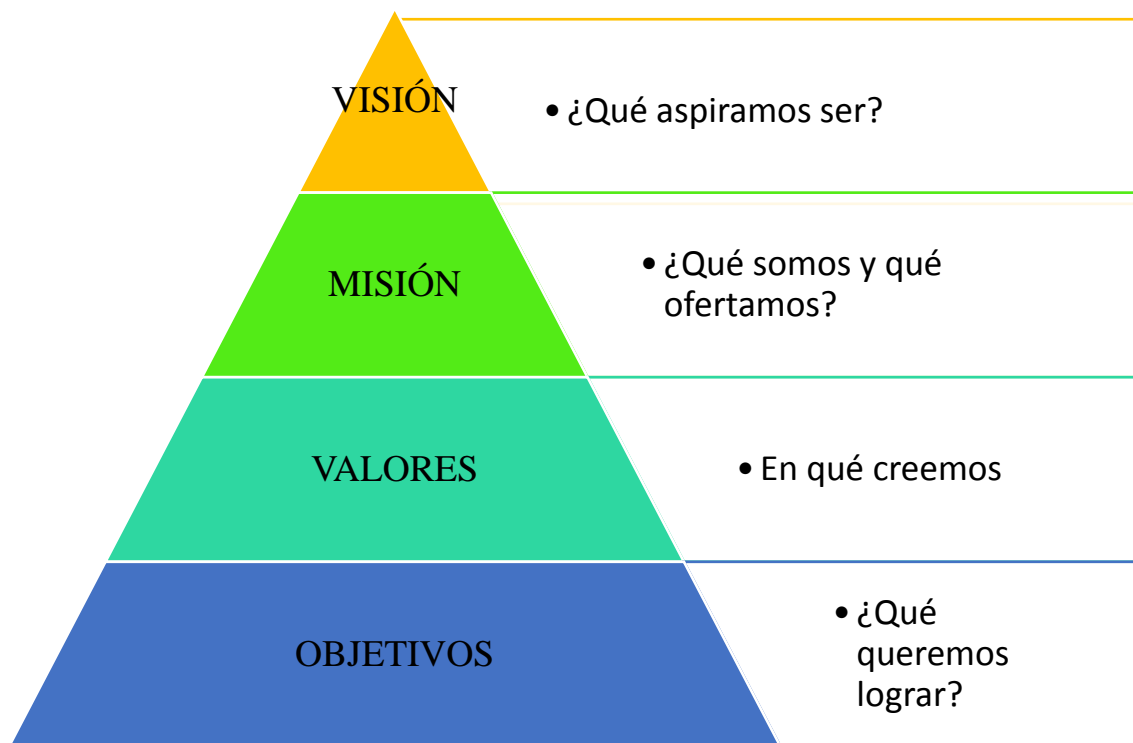 VISIÓN
• ¿Qué aspiramos ser?
MISIÓN
• ¿Qué somos y qué
ofertamos?
VALORES
• En qué creemos
OBJETIVOS
• ¿Qué
queremos
lograr?